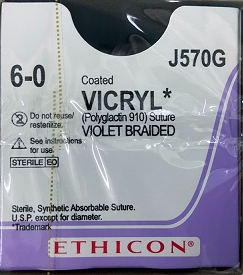 J570G
6-0
Coated
VICRYL*
(Polyglactin 910) Suture
VIOLET BRAIDED
Do not reuse/
resterilize.
See instructions
for use.
STERILE EO
Sterile, Synthetic Absorbable Suture.
U.S.P. except for diameter.
*Trademark
ETHICON®